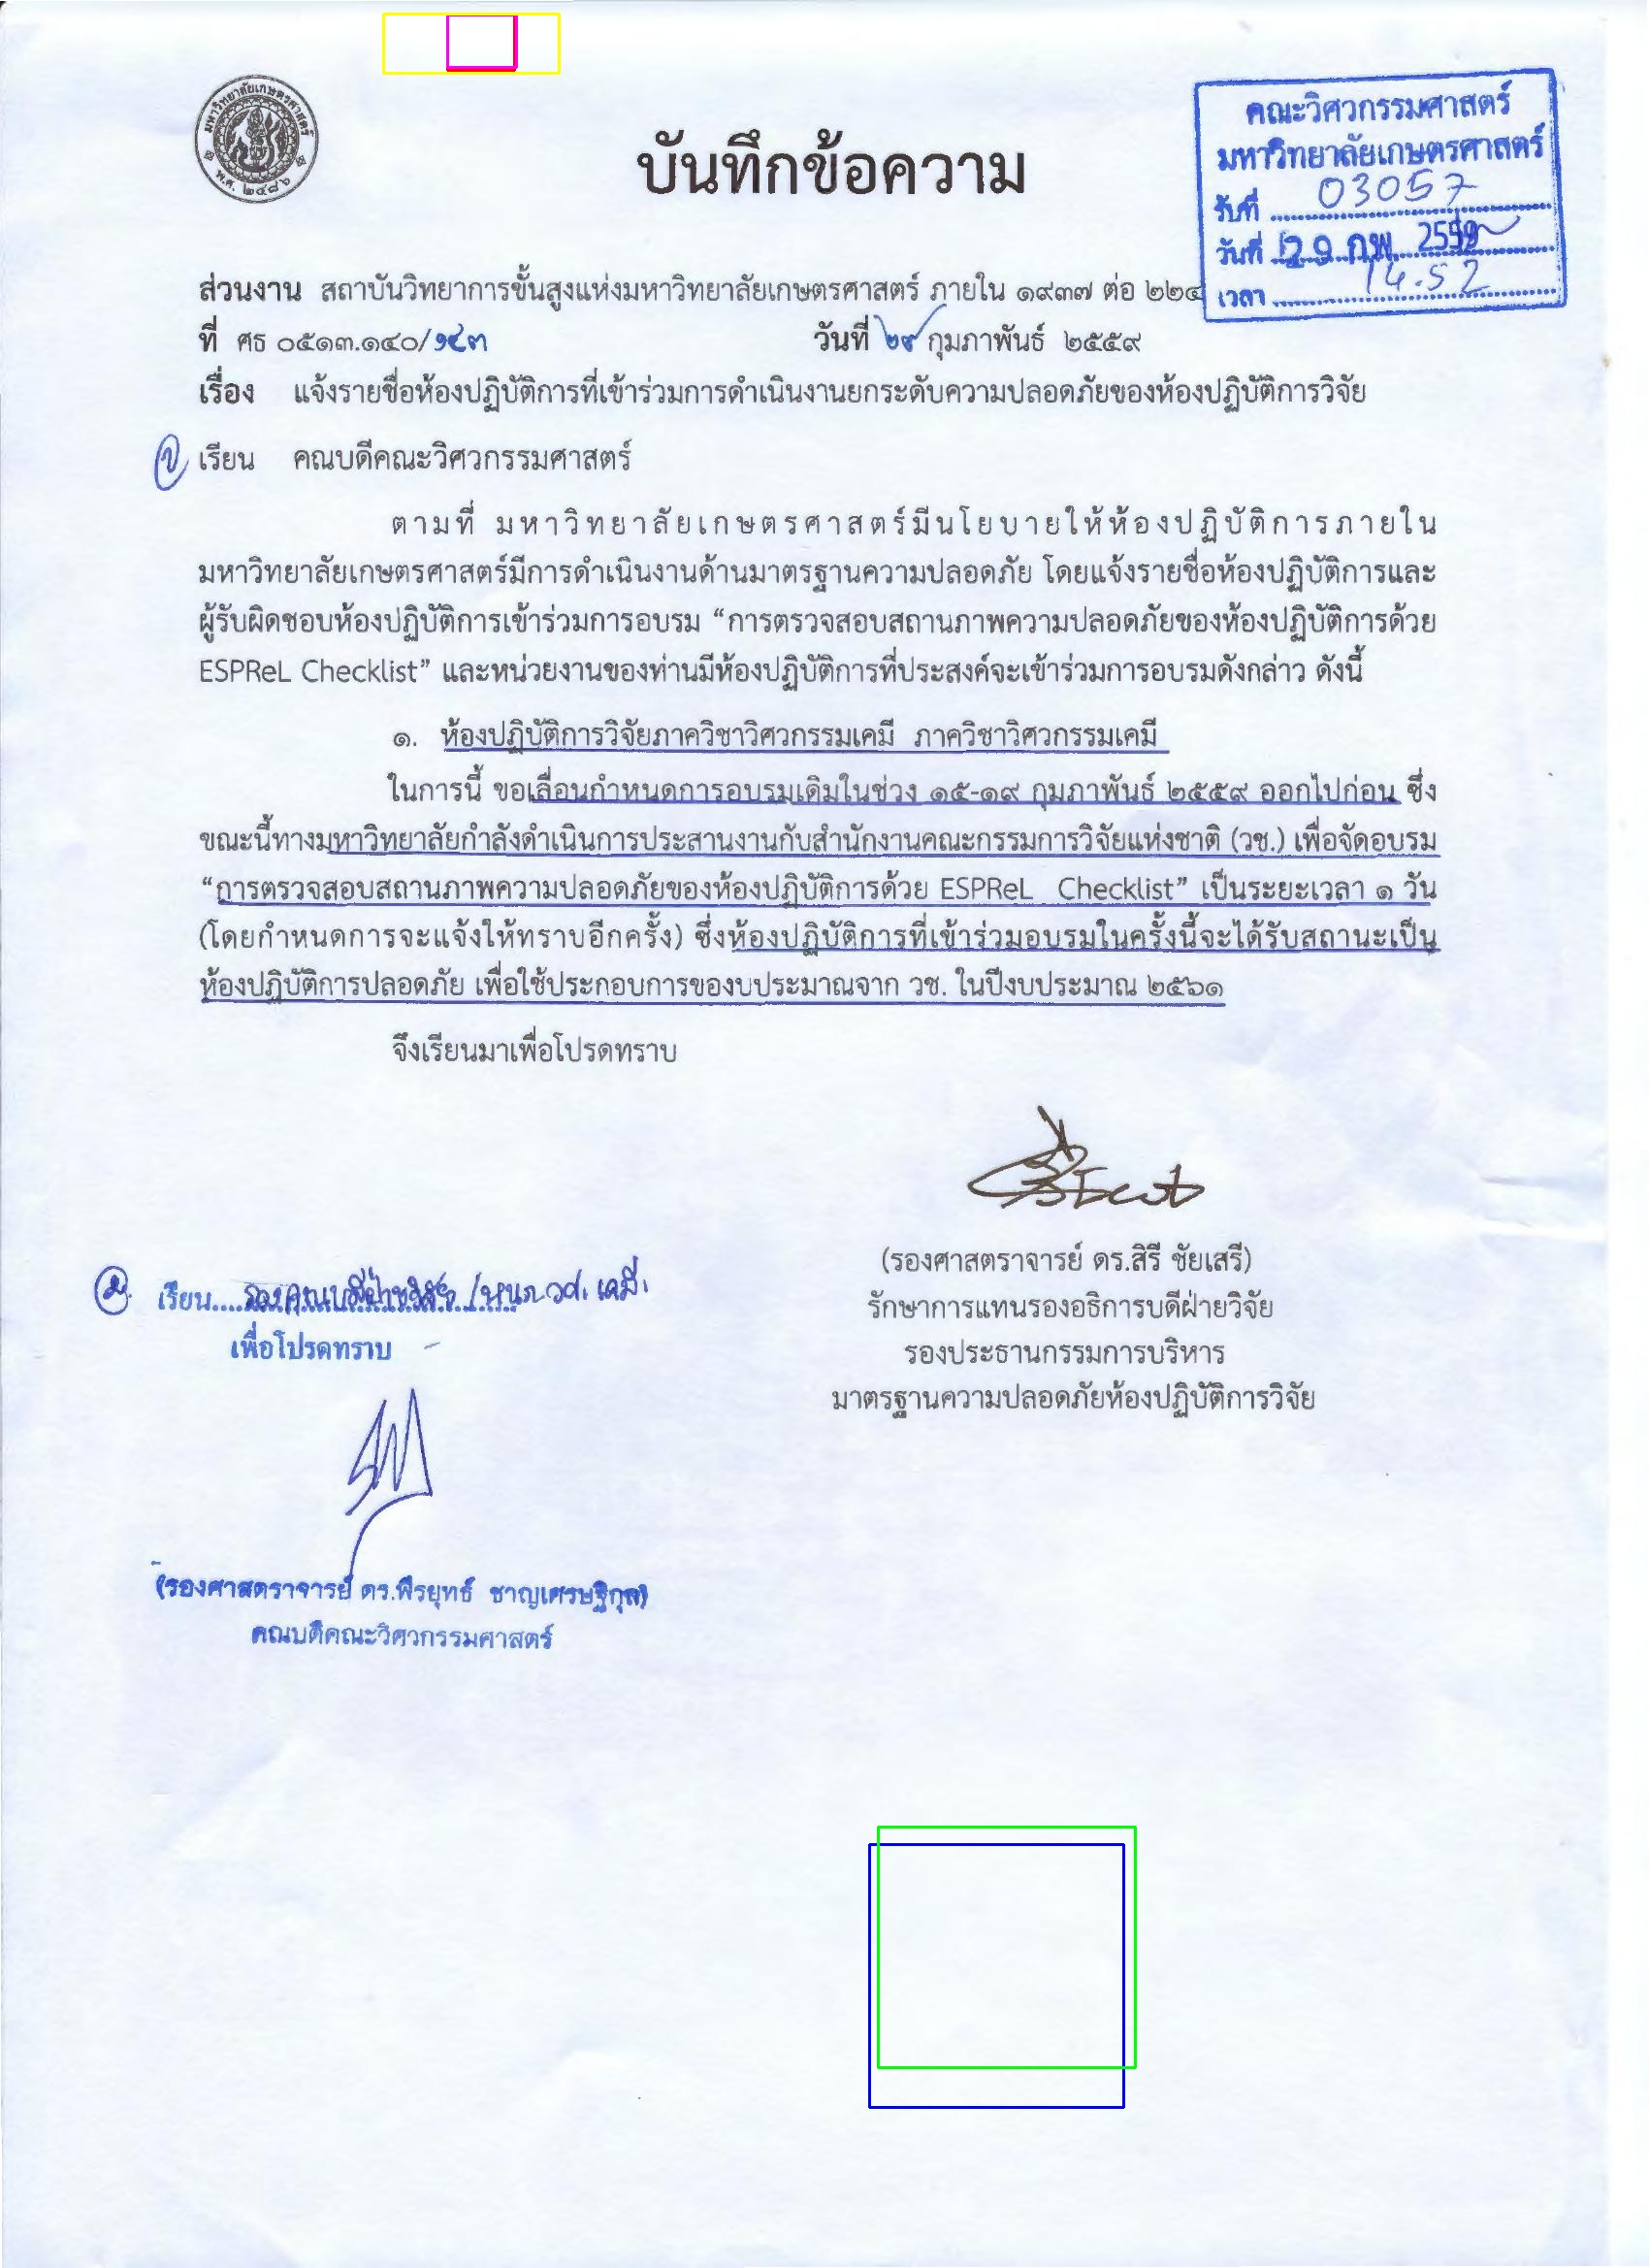 มหาวิทยาลัยเกษตรศาสตร์
พ.ศ. ๒๔๘๖
บันทึกข้อความ
คณะวิศวกรรมศาสตร์
มหาวิทยาลัยเกษตรศาสตร์
รับที่ 03057
วันที่ 29 กพ. 2559
เวลา 14.52
ส่วนงาน สถาบันวิทยาการขั้นสูงแห่งมหาวิทยาลัยเกษตรศาสตร์ ภายใน ๑๙๓๗ ต่อ ๒๒๔
ที่ ศธ ๐๕๑๓.๑๔๐/๑๔๓ วันที่ ๒๙ กุมภาพันธ์ ๒๕๕๙
เรื่อง แจ้งรายชื่อห้องปฏิบัติการที่เข้าร่วมการดำเนินงานยกระดับความปลอดภัยของห้องปฏิบัติการวิจัย
เรียน คณบดีคณะวิศวกรรมศาสตร์
ตามที่ มหาวิทยาลัยเกษตรศาสตร์มีนโยบายให้ห้องปฏิบัติการภายใน
มหาวิทยาลัยเกษตรศาสตร์มีการดำเนินงานด้านมาตรฐานความปลอดภัย โดยแจ้งรายชื่อห้องปฏิบัติการและ
ผู้รับผิดชอบห้องปฏิบัติการเข้าร่วมการอบรม “การตรวจสอบสถานภาพความปลอดภัยของห้องปฏิบัติการด้วย
ESPReL Checklist” และหน่วยงานของท่านมีห้องปฏิบัติการที่ประสงค์จะเข้าร่วมการอบรมดังกล่าว ดังนี้
๑. ห้องปฏิบัติการวิจัยภาควิชาวิศวกรรมเคมี ภาควิชาวิศวกรรมเคมี
ในการนี้ ขอเลื่อนกำหนดการอบรมเดิมในช่วง ๑๕-๑๙ กุมภาพันธ์ ๒๕๕๙ ออกไปก่อน ซึ่ง
ขณะนี้ทางมหาวิทยาลัยกำลังดำเนินการประสานงานกับสำนักงานคณะกรรมการวิจัยแห่งชาติ (วช.) เพื่อจัดอบรม
“การตรวจสอบสถานภาพความปลอดภัยของห้องปฏิบัติการด้วย ESPReL Checklist” เป็นระยะเวลา ๑ วัน
(โดยกำหนดการจะแจ้งให้ทราบอีกครั้ง) ซึ่งห้องปฏิบัติการที่เข้าร่วมอบรมในครั้งนี้จะได้รับสถานะเป็น
ห้องปฏิบัติการปลอดภัย เพื่อใช้ประกอบการของบประมาณจาก วช. ในปีงบประมาณ ๒๕๖๑
จึงเรียนมาเพื่อโปรดทราบ
(รองศาสตราจารย์ ดร.สิรี ชัยเสรี)
รักษาการแทนรองอธิการบดีฝ่ายวิจัย
รองประธานกรรมการบริหาร
มาตรฐานความปลอดภัยห้องปฏิบัติการวิจัย
เรียน รองคณบดีฝ่ายวิจัย / หนภ.วศ. เคมี
เพื่อโปรดทราบ
(รองศาสตราจารย์ ดร.พีรยุทธ์ ชาญเศรษฐิกุล)
คณบดีคณะวิศวกรรมศาสตร์